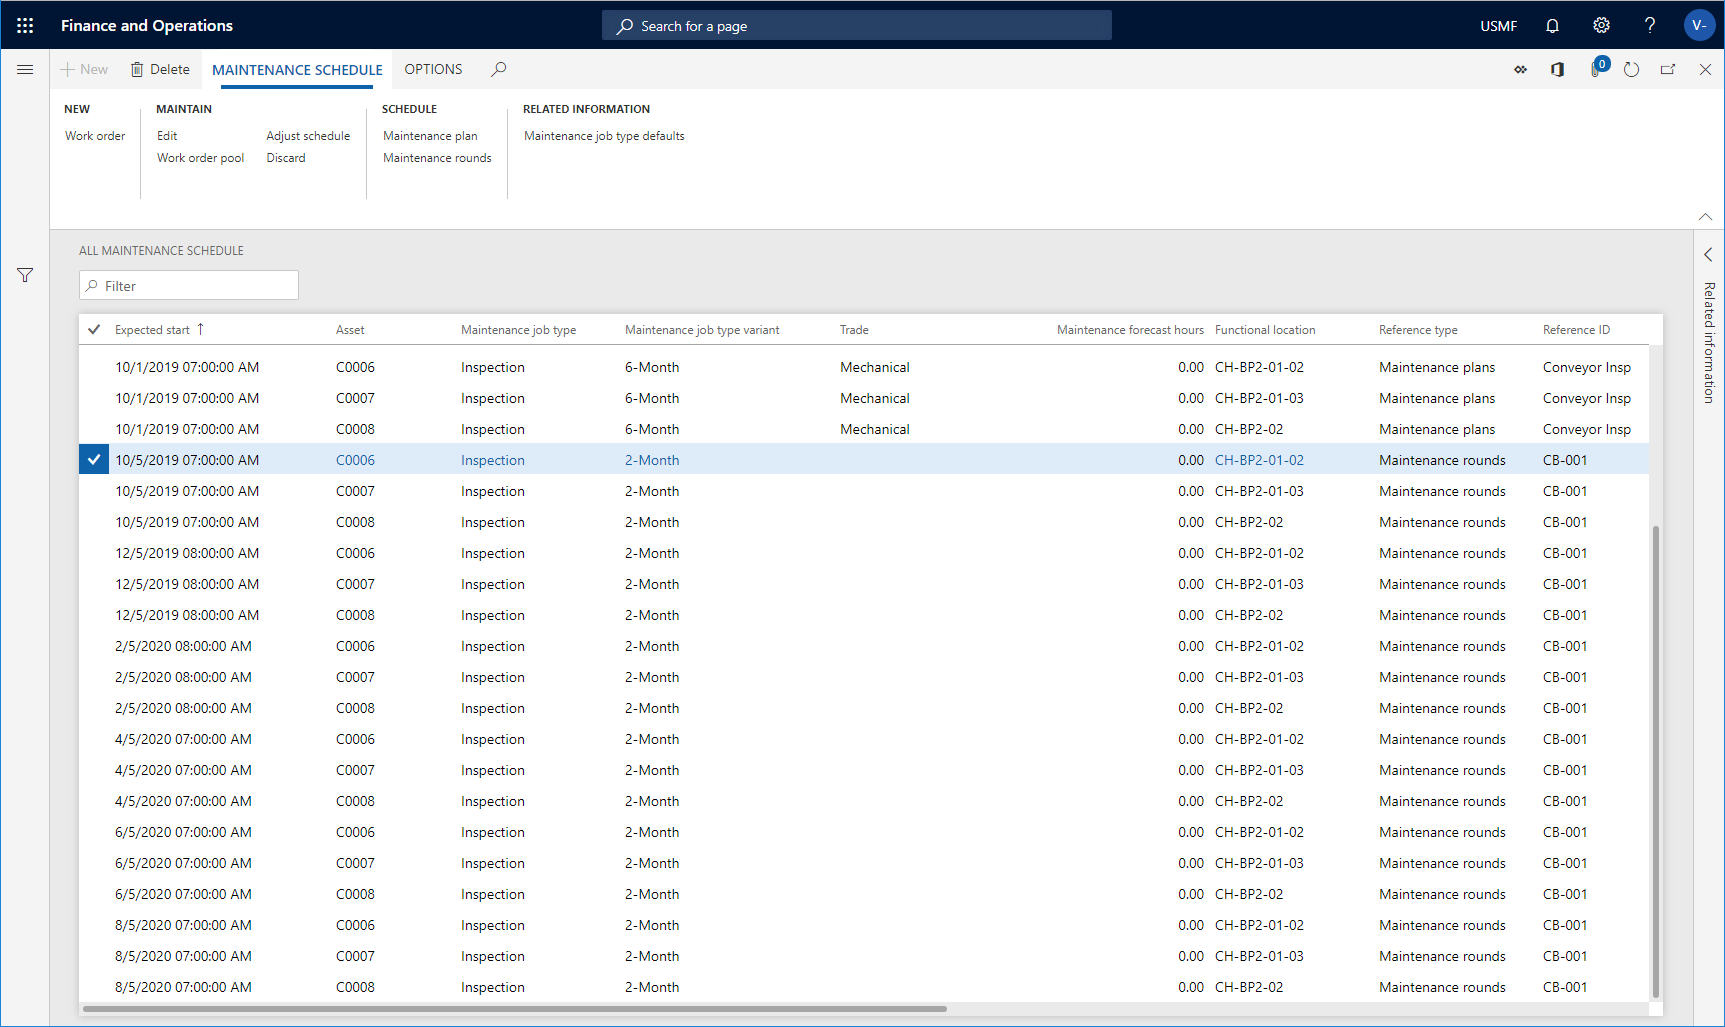 Finance and Operations
Search for a page
USMF
?
V-
New
Delete
MAINTENANCE SCHEDULE
OPTIONS
0
NEW
MAINTAIN
SCHEDULE
RELATED INFORMATION
Work order
Edit
Adjust schedule
Maintenance plan
Maintenance job type defaults
Work order pool
Discard
Maintenance rounds
ALL MAINTENANCE SCHEDULE
Filter
Related information
Expected start Asset Maintenance job type Maintenance job type variant Trade Maintenance forecast hours Functional location Reference type Reference ID
10/1/2019 07:00:00 AM C0006 Inspection 6-Month Mechanical 0.00 CH-BP2-01-02 Maintenance plans Conveyor Insp
10/1/2019 07:00:00 AM C0007 Inspection 6-Month Mechanical 0.00 CH-BP2-01-03 Maintenance plans Conveyor Insp
10/1/2019 07:00:00 AM C0008 Inspection 6-Month Mechanical 0.00 CH-BP2-02 Maintenance plans Conveyor Insp
10/5/2019 07:00:00 AM C0006 Inspection 2-Month 0.00 CH-BP2-01-02 Maintenance rounds CB-001
10/5/2019 07:00:00 AM C0007 Inspection 2-Month 0.00 CH-BP2-01-03 Maintenance rounds CB-001
10/5/2019 07:00:00 AM C0008 Inspection 2-Month 0.00 CH-BP2-02 Maintenance rounds CB-001
12/5/2019 08:00:00 AM C0006 Inspection 2-Month 0.00 CH-BP2-01-02 Maintenance rounds CB-001
12/5/2019 08:00:00 AM C0007 Inspection 2-Month 0.00 CH-BP2-01-03 Maintenance rounds CB-001
12/5/2019 08:00:00 AM C0008 Inspection 2-Month 0.00 CH-BP2-02 Maintenance rounds CB-001
2/5/2020 08:00:00 AM C0006 Inspection 2-Month 0.00 CH-BP2-01-02 Maintenance rounds CB-001
2/5/2020 08:00:00 AM C0007 Inspection 2-Month 0.00 CH-BP2-01-03 Maintenance rounds CB-001
2/5/2020 08:00:00 AM C0008 Inspection 2-Month 0.00 CH-BP2-02 Maintenance rounds CB-001
4/5/2020 07:00:00 AM C0006 Inspection 2-Month 0.00 CH-BP2-01-02 Maintenance rounds CB-001
4/5/2020 07:00:00 AM C0007 Inspection 2-Month 0.00 CH-BP2-01-03 Maintenance rounds CB-001
4/5/2020 07:00:00 AM C0008 Inspection 2-Month 0.00 CH-BP2-02 Maintenance rounds CB-001
6/5/2020 07:00:00 AM C0006 Inspection 2-Month 0.00 CH-BP2-01-02 Maintenance rounds CB-001
6/5/2020 07:00:00 AM C0007 Inspection 2-Month 0.00 CH-BP2-01-03 Maintenance rounds CB-001
6/5/2020 07:00:00 AM C0008 Inspection 2-Month 0.00 CH-BP2-02 Maintenance rounds CB-001
8/5/2020 07:00:00 AM C0006 Inspection 2-Month 0.00 CH-BP2-01-02 Maintenance rounds CB-001
8/5/2020 07:00:00 AM C0007 Inspection 2-Month 0.00 CH-BP2-01-03 Maintenance rounds CB-001
8/5/2020 07:00:00 AM C0008 Inspection 2-Month 0.00 CH-BP2-02 Maintenance rounds CB-001